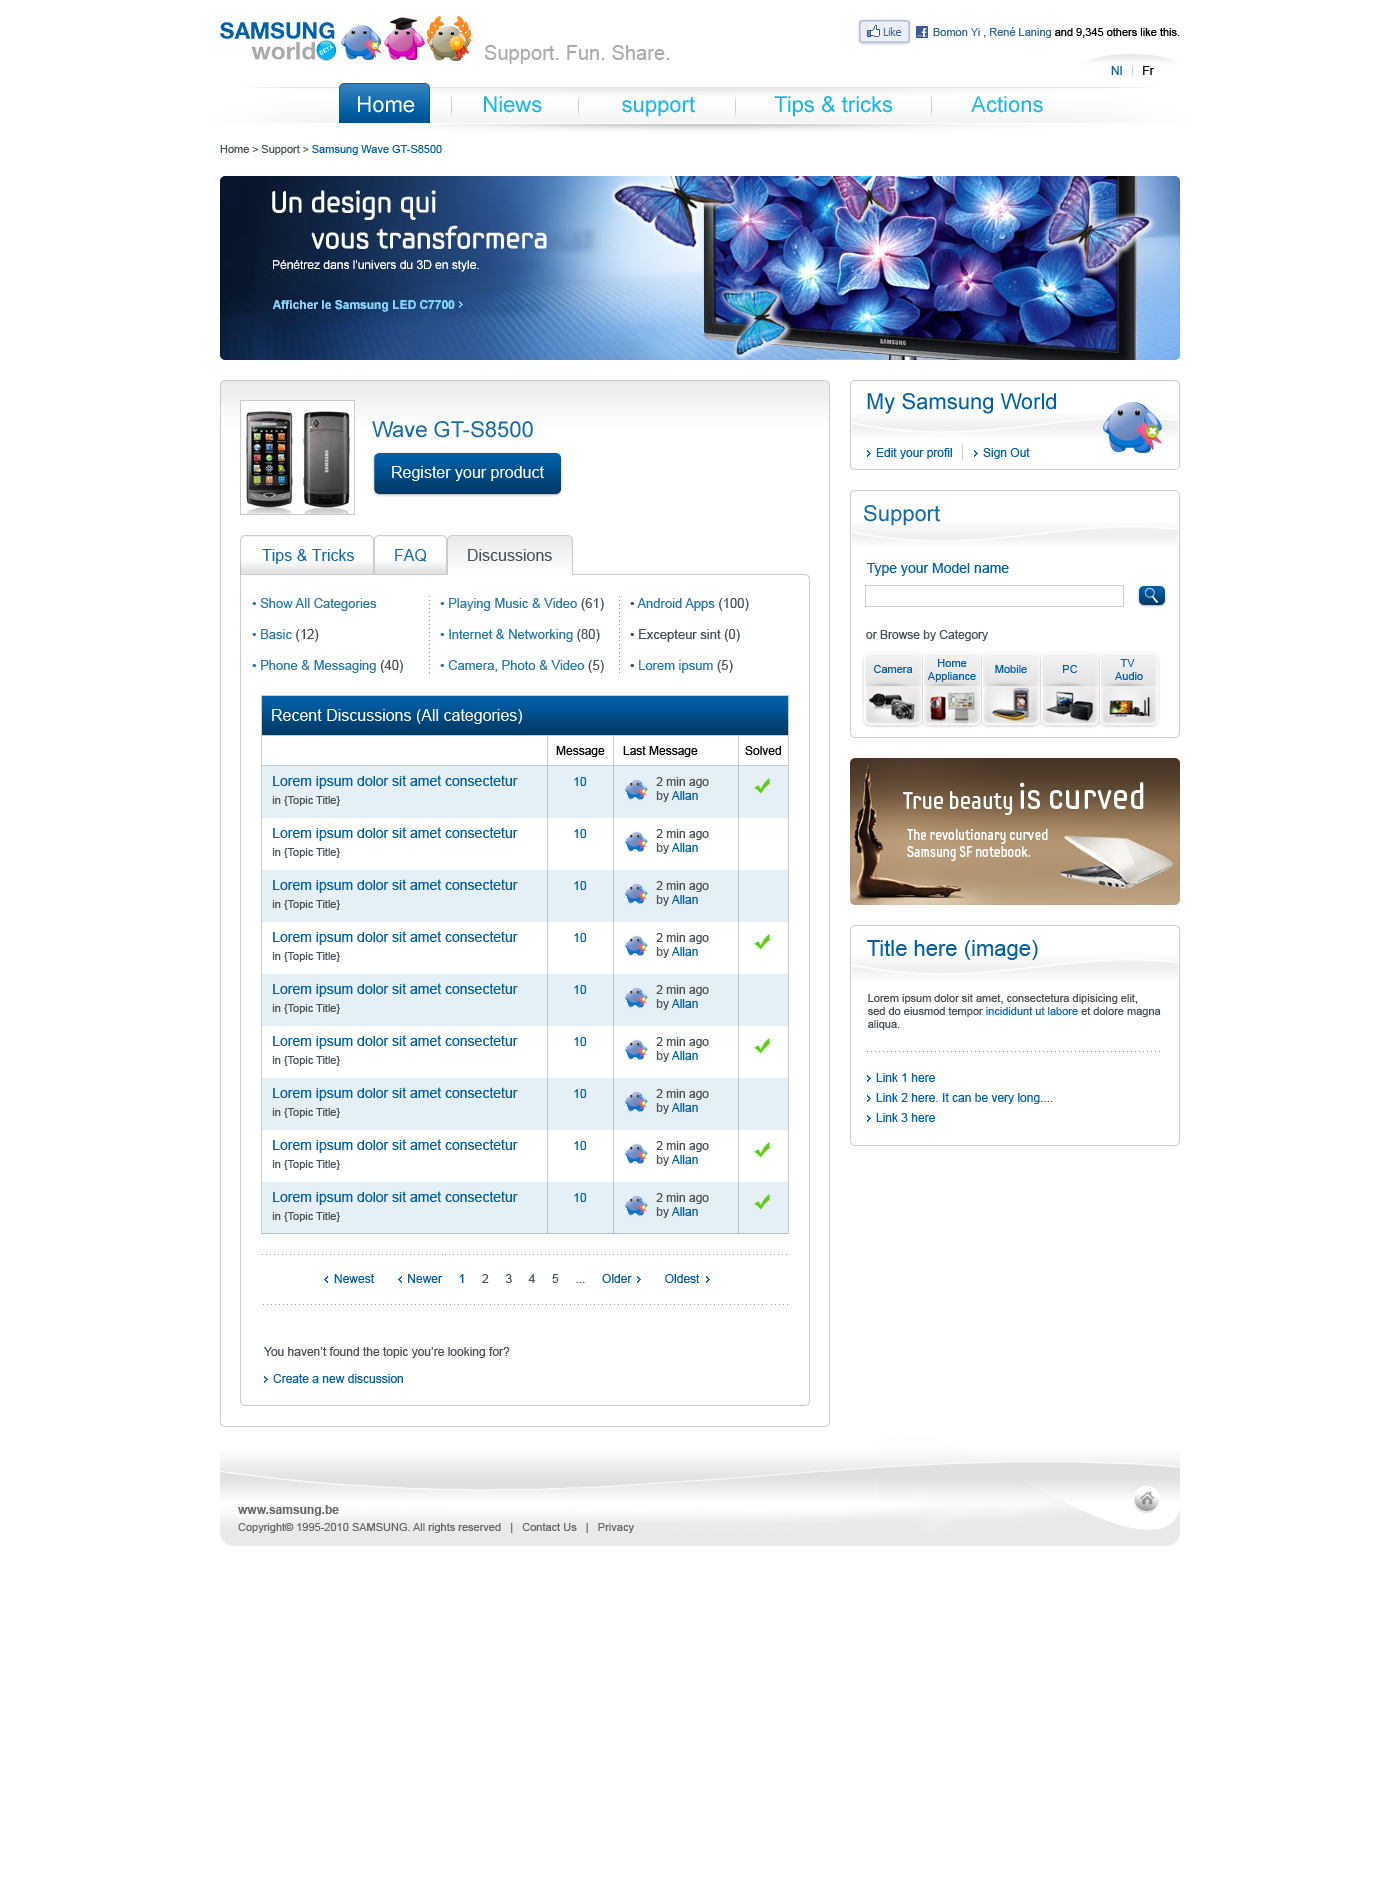 SAMSUNG
world BETA
Support. Fun. Share.
Like
Bomon Yi , René Laning and 9,345 others like this.
Nl
Fr
Home
Niews
support
Tips & tricks
Actions
Home > Support > Samsung Wave GT-S8500
Un design qui
vous transformera
Pénétrez dans l'univers du 3D en style.
Afficher le Samsung LED C7700 >
SAMSUNG
SAMSUNG
Wave GT-S8500
Register your product
Tips & Tricks
FAQ
Discussions
• Show All Categories
• Playing Music & Video (61)
• Android Apps (100)
• Basic (12)
• Internet & Networking (80)
• Excepteur sint (0)
• Phone & Messaging (40)
• Camera, Photo & Video (5)
• Lorem ipsum (5)
Recent Discussions (All categories)
Message
Last Message
Solved
Lorem ipsum dolor sit amet consectetur
in {Topic Title}
10
2 min ago
by Allan
Lorem ipsum dolor sit amet consectetur
in {Topic Title}
10
2 min ago
by Allan
Lorem ipsum dolor sit amet consectetur
in {Topic Title}
10
2 min ago
by Allan
Lorem ipsum dolor sit amet consectetur
in {Topic Title}
10
2 min ago
by Allan
Lorem ipsum dolor sit amet consectetur
in {Topic Title}
10
2 min ago
by Allan
Lorem ipsum dolor sit amet consectetur
in {Topic Title}
10
2 min ago
by Allan
Lorem ipsum dolor sit amet consectetur
in {Topic Title}
10
2 min ago
by Allan
Lorem ipsum dolor sit amet consectetur
in {Topic Title}
10
2 min ago
by Allan
Lorem ipsum dolor sit amet consectetur
in {Topic Title}
10
2 min ago
by Allan
< Newest < Newer 1 2 3 4 5 ... Older > Oldest >
You haven't found the topic you're looking for?
> Create a new discussion
My Samsung World
> Edit your profil
> Sign Out
Support
Type your Model name
or Browse by Category
Camera
Home
Appliance
Mobile
PC
TV
Audio
True beauty is curved
The revolutionary curved
Samsung SF notebook.
Title here (image)
Lorem ipsum dolor sit amet, consectetura dipisicing elit,
sed do eiusmod tempor incididunt ut labore et dolore magna
aliqua.
> Link 1 here
> Link 2 here. It can be very long....
> Link 3 here
www.samsung.be
Copyright© 1995-2010 SAMSUNG. All rights reserved | Contact Us | Privacy